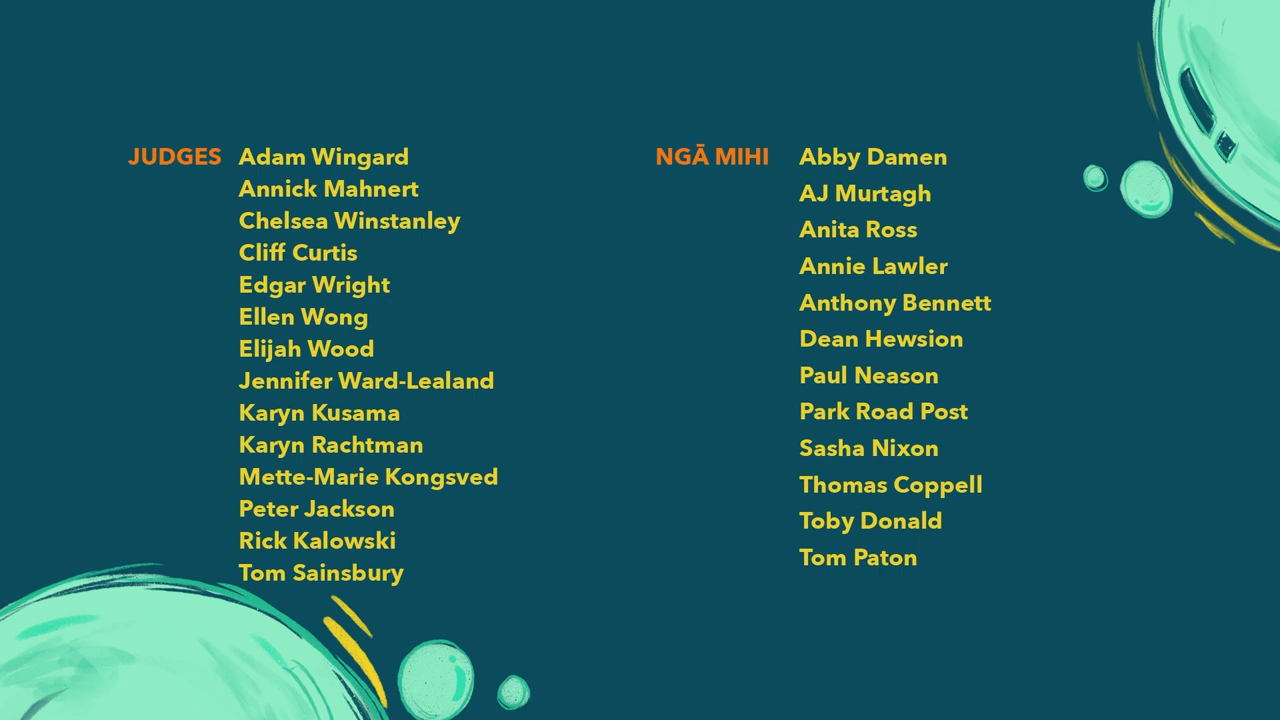 JUDGES Adam Wingard
Annick Mahnert
Chelsea Winstanley
Cliff Curtis
Edgar Wright
Ellen Wong
Elijah Wood
Jennifer Ward-Lealand
Karyn Kusama
Karyn Rachtman
Mette-Marie Kongsved
Peter Jackson
Rick Kalowski
Tom Sainsbury
NGĀ MIHI Abby Damen
AJ Murtagh
Anita Ross
Annie Lawler
Anthony Bennett
Dean Hewsion
Paul Neason
Park Road Post
Sasha Nixon
Thomas Coppell
Toby Donald
Tom Paton